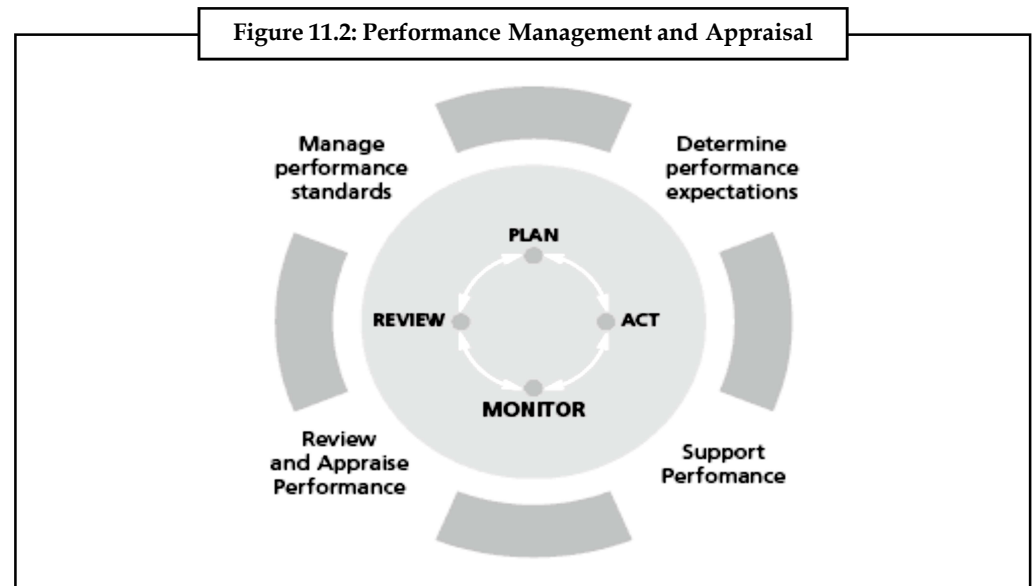 Figure 11.2: Performance Management and Appraisal
Manage
performance
standards
Determine
performance
expectations
PLAN
REVIEW
ACT
MONITOR
Review
and Appraise
Performance
Support
Perfomance